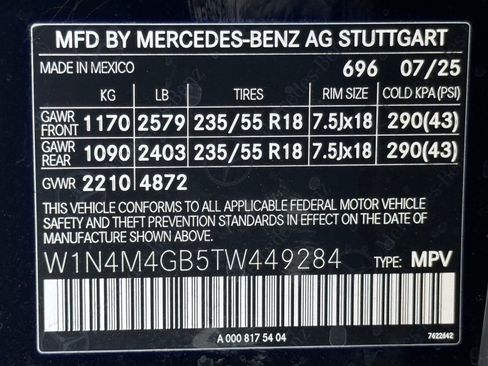 MFD BY MERCEDES-BENZ AG STUTTGART
MADE IN MEXICO 696 07/25
KG LB TIRES RIM SIZE COLD KPA (PSI)
GAWR FRONT 1170 2579 235/55 R18 7.5Jx18 290(43)
GAWR REAR 1090 2403 235/55 R18 7.5Jx18 290(43)
GVWR 2210 4872
THIS VEHICLE CONFORMS TO ALL APPLICABLE FEDERAL MOTOR VEHICLE
SAFETY AND THEFT PREVENTION STANDARDS IN EFFECT ON THE DATE OF
MANUFACTURE SHOWN ABOVE.
W1N4M4GB5TW449284 TYPE: MPV
A 000 817 54 04 7622642